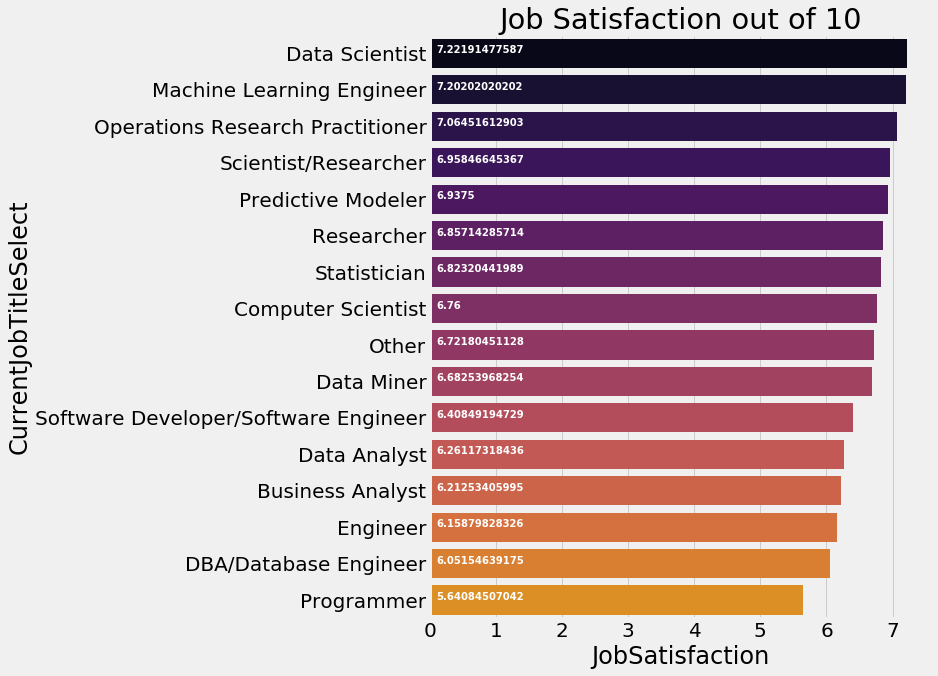 Job Satisfaction out of 10
CurrentJobTitleSelect
Data Scientist 7.22191477587
Machine Learning Engineer 7.20202020202
Operations Research Practitioner 7.06451612903
Scientist/Researcher 6.95846645367
Predictive Modeler 6.9375
Researcher 6.85714285714
Statistician 6.82320441989
Computer Scientist 6.76
Other 6.72180451128
Data Miner 6.68253968254
Software Developer/Software Engineer 6.40849194729
Data Analyst 6.26117318436
Business Analyst 6.21253405995
Engineer 6.15879828326
DBA/Database Engineer 6.05154639175
Programmer 5.64084507042
0 1 2 3 4 5 6 7
JobSatisfaction